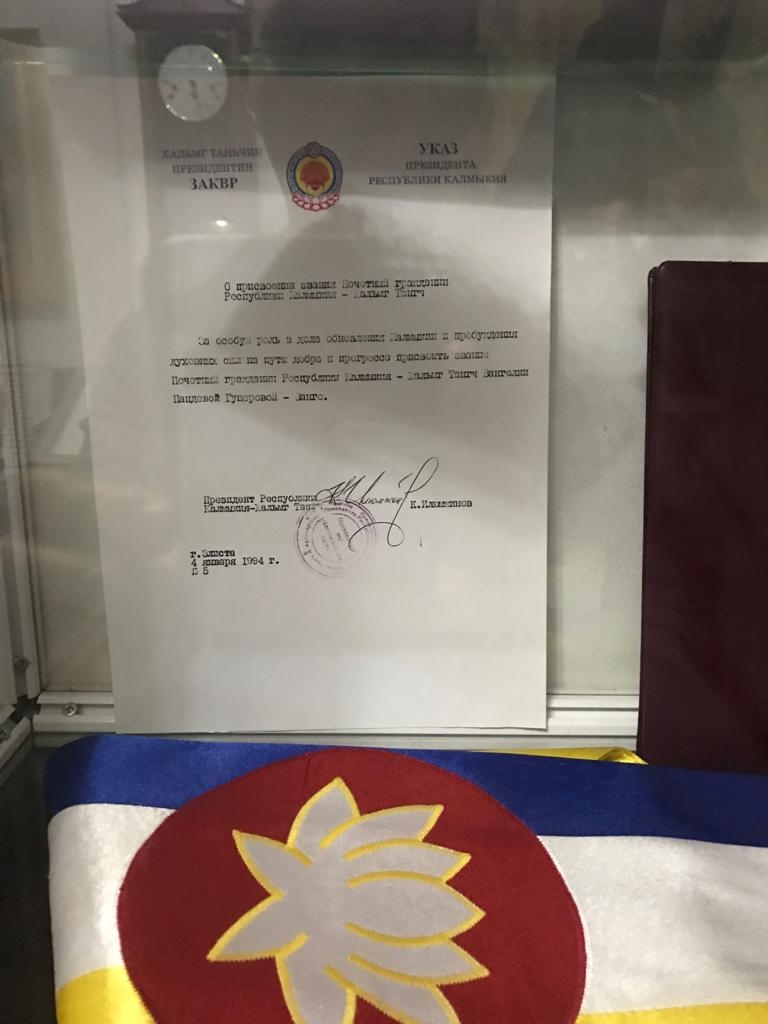 ХАЛЬМГ ТАҢҺЧИН
ПРЕЗИДЕНТИН
ЗАКВР
УКАЗ
ПРЕЗИДЕНТА
РЕСПУБЛИКИ КАЛМЫКИЯ
О присвоении звания Почетный гражданин
Республики Калмыкия - Хальмг Тангч
За особую роль в дела обновления Калмыкии и пробуждения
духовных сил на пути добра и прогресса присвоить звание
Почетный гражданин Республики Калмыкия - Хальмг Тангч Вангелии
Пандевой Гущеровой - Ванге.
Президент Республики
Калмыкия-Хальмг Тангч К.Илюмжинов
г.Элиста
4 января 1994 г.
№ 5